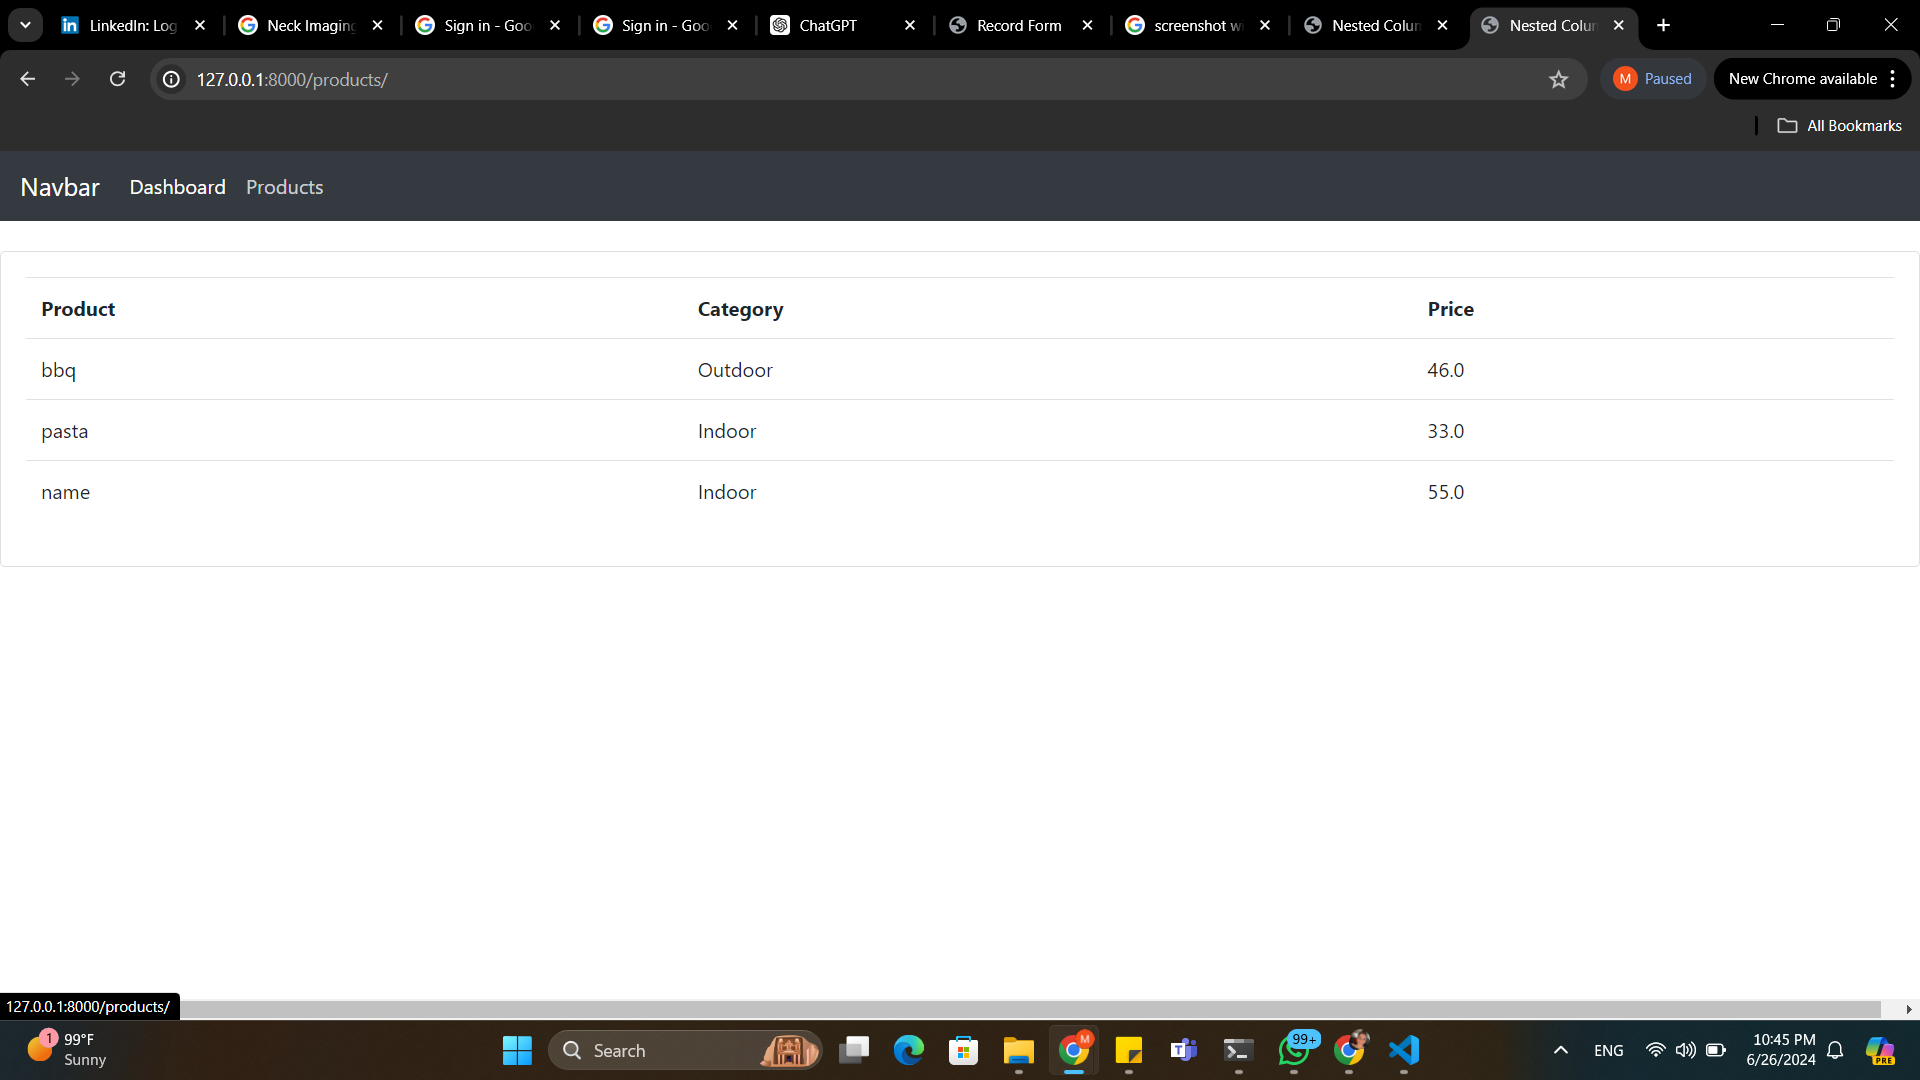 LinkedIn: Log
Neck Imaging
Sign in - Goo
Sign in - Goo
ChatGPT
Record Form
screenshot w
Nested Colum
Nested Colum
127.0.0.1:8000/products/
M
Paused
New Chrome available
All Bookmarks
Navbar Dashboard Products
Product Category Price
bbq Outdoor 46.0
pasta Indoor 33.0
name Indoor 55.0
127.0.0.1:8000/products/
1
99°F
Sunny
Search
M
99+
ENG
10:45 PM
6/26/2024
PRE